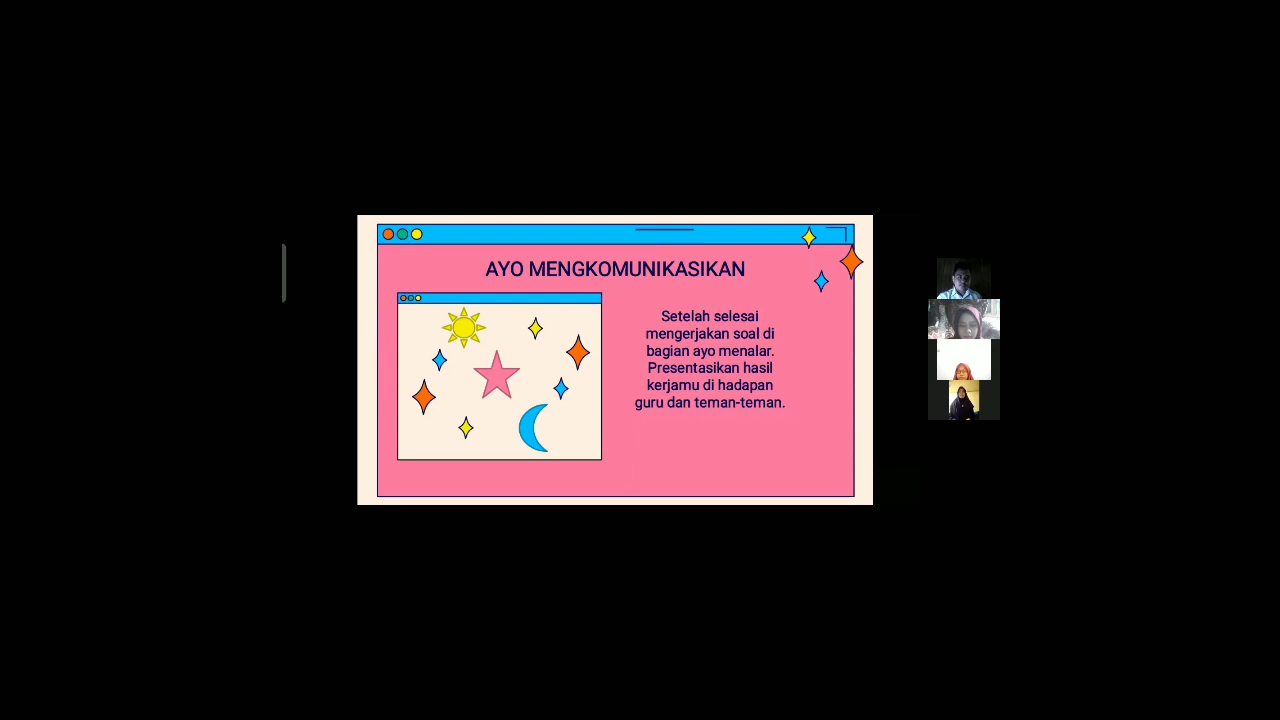 AYO MENGKOMUNIKASIKAN
Setelah selesai
mengerjakan soal di
bagian ayo menalar.
Presentasikan hasil
kerjamu di hadapan
guru dan teman-teman.